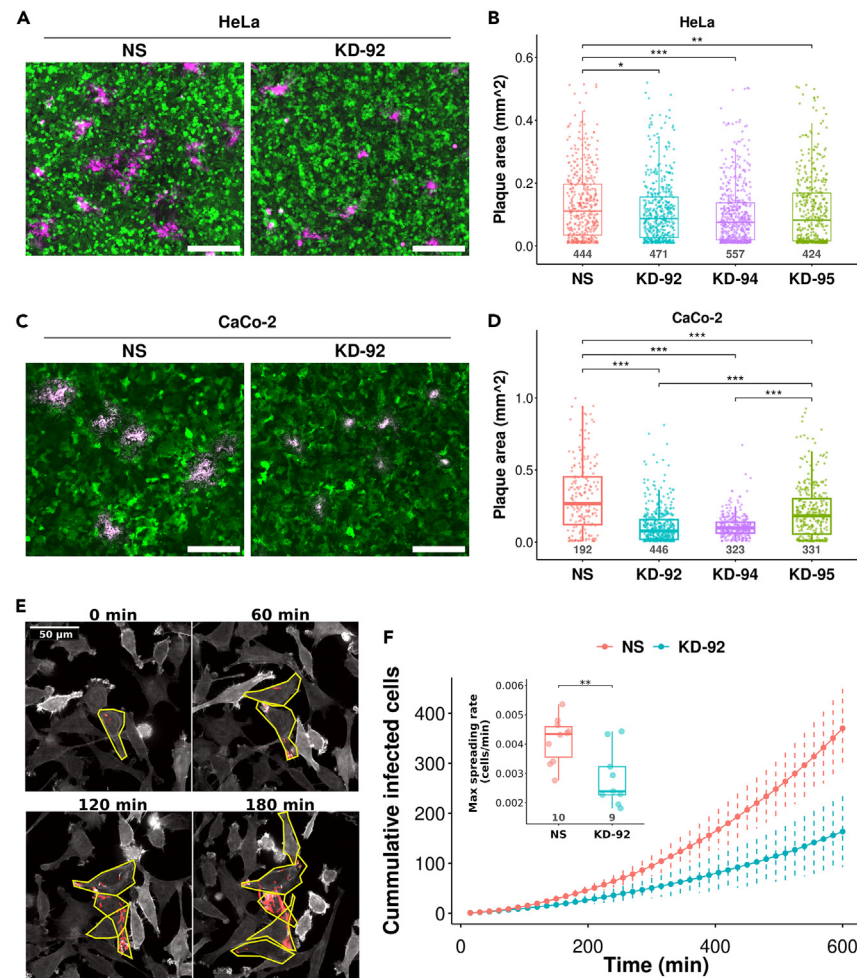 A
HeLa
NS KD-92
B
HeLa
Plaque area (mm^2)
0.6
0.4
0.2
0.0
**
***
*
444 471 557 424
NS KD-92 KD-94 KD-95
C
CaCo-2
NS KD-92
D
CaCo-2
Plaque area (mm^2)
1.0
0.5
0.0
***
***
*** ***
***
192 446 323 331
NS KD-92 KD-94 KD-95
E
0 min 60 min
50 µm
120 min 180 min
F
NS KD-92
Cummulative infected cells
400
300
200
100
0
200 400 600
Time (min)
Max spreading rate
(cells/min)
0.006
0.005
0.004
0.003
0.002
**
10 9
NS KD-92